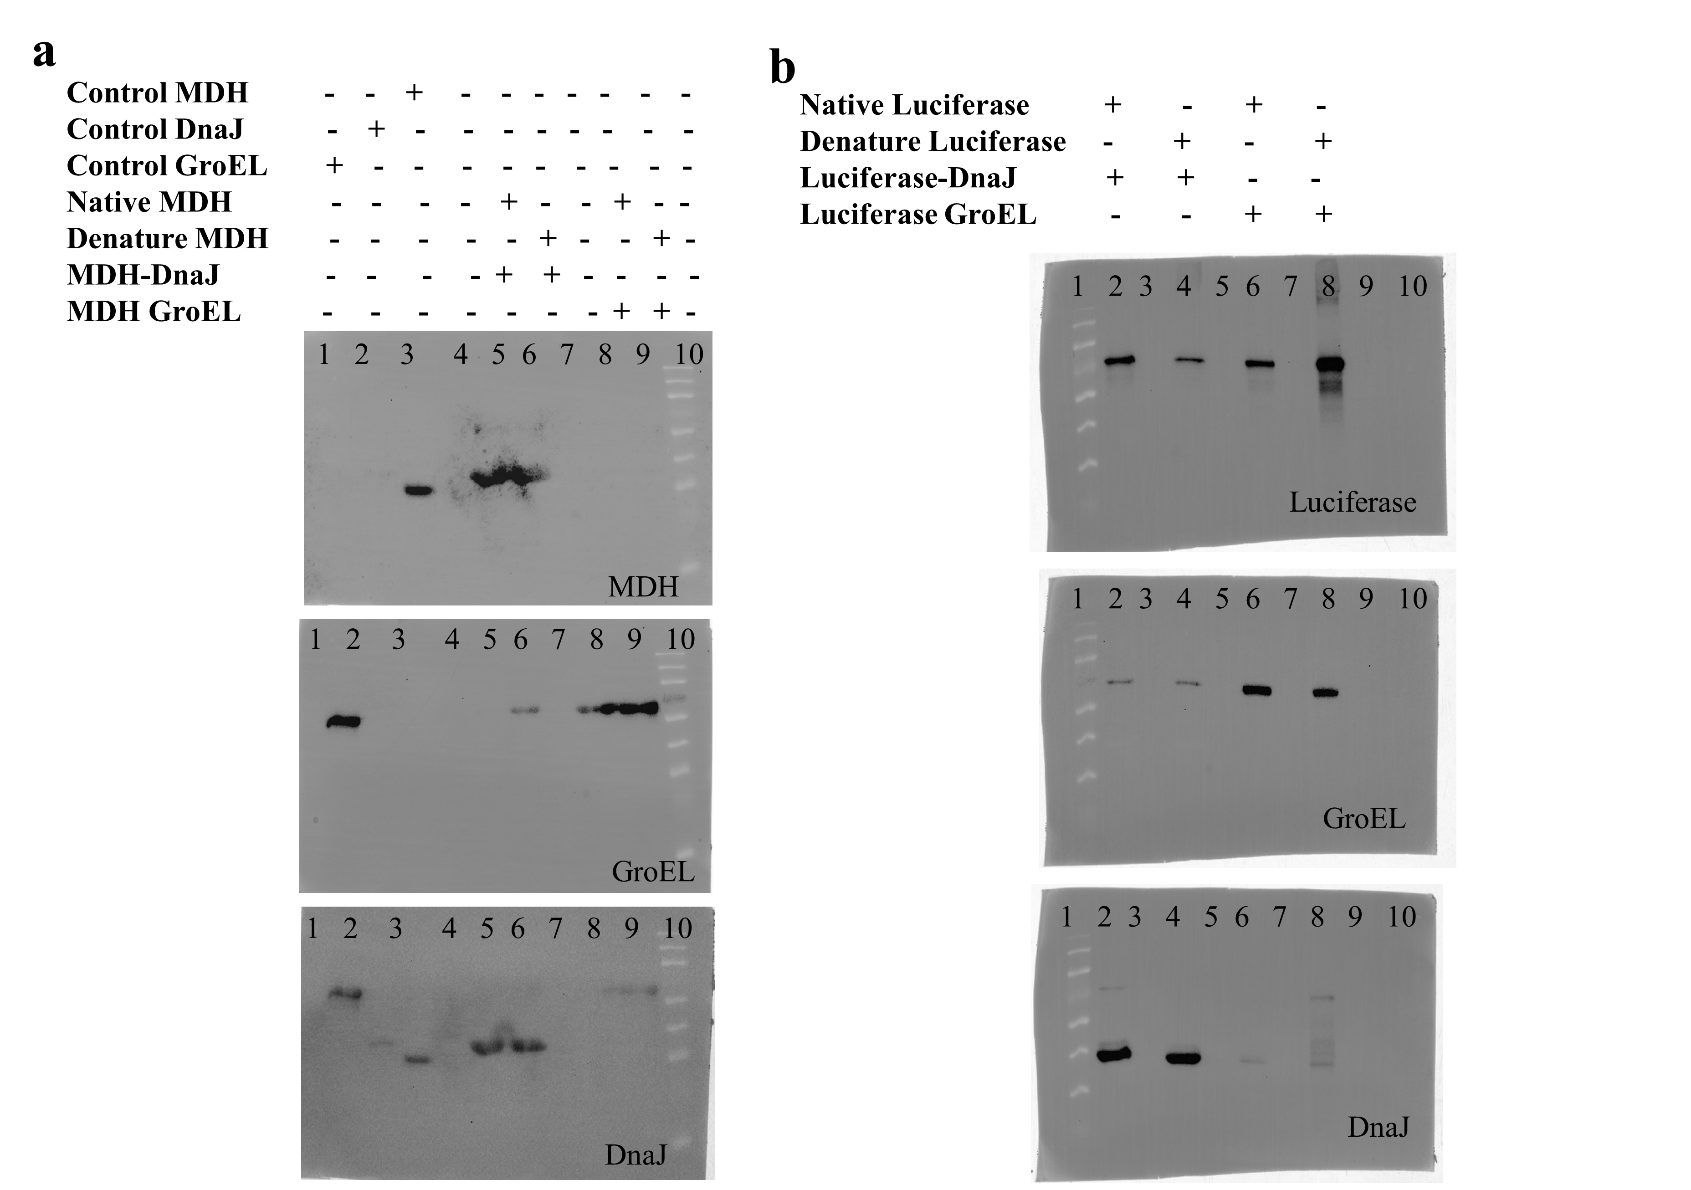 a
Control MDH - - + - - - - - - -
Control DnaJ - + - - - - - - - -
Control GroEL + - - - - - - - - -
Native MDH - - - - + - - + - -
Denature MDH - - - - - + - - + -
MDH-DnaJ - - - - + + - - - -
MDH GroEL - - - - - - - + + -
1 2 3 4 5 6 7 8 9 10
MDH
1 2 3 4 5 6 7 8 9 10
GroEL
1 2 3 4 5 6 7 8 9 10
DnaJ
b
Native Luciferase + - + -
Denature Luciferase - + - +
Luciferase-DnaJ + + - -
Luciferase GroEL - - + +
1 2 3 4 5 6 7 8 9 10
Luciferase
1 2 3 4 5 6 7 8 9 10
GroEL
1 2 3 4 5 6 7 8 9 10
DnaJ